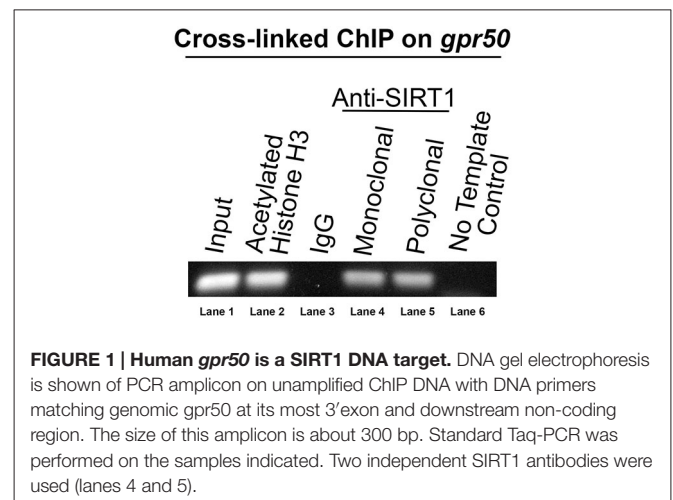 Cross-linked ChIP on gpr50
Anti-SIRT1
Input
Acetylated
Histone H3
IgG
Monoclonal
Polyclonal
No Template
Control
Lane 1 Lane 2 Lane 3 Lane 4 Lane 5 Lane 6
FIGURE 1 | Human gpr50 is a SIRT1 DNA target. DNA gel electrophoresis
is shown of PCR amplicon on unamplified ChIP DNA with DNA primers
matching genomic gpr50 at its most 3′exon and downstream non-coding
region. The size of this amplicon is about 300 bp. Standard Taq-PCR was
performed on the samples indicated. Two independent SIRT1 antibodies were
used (lanes 4 and 5).